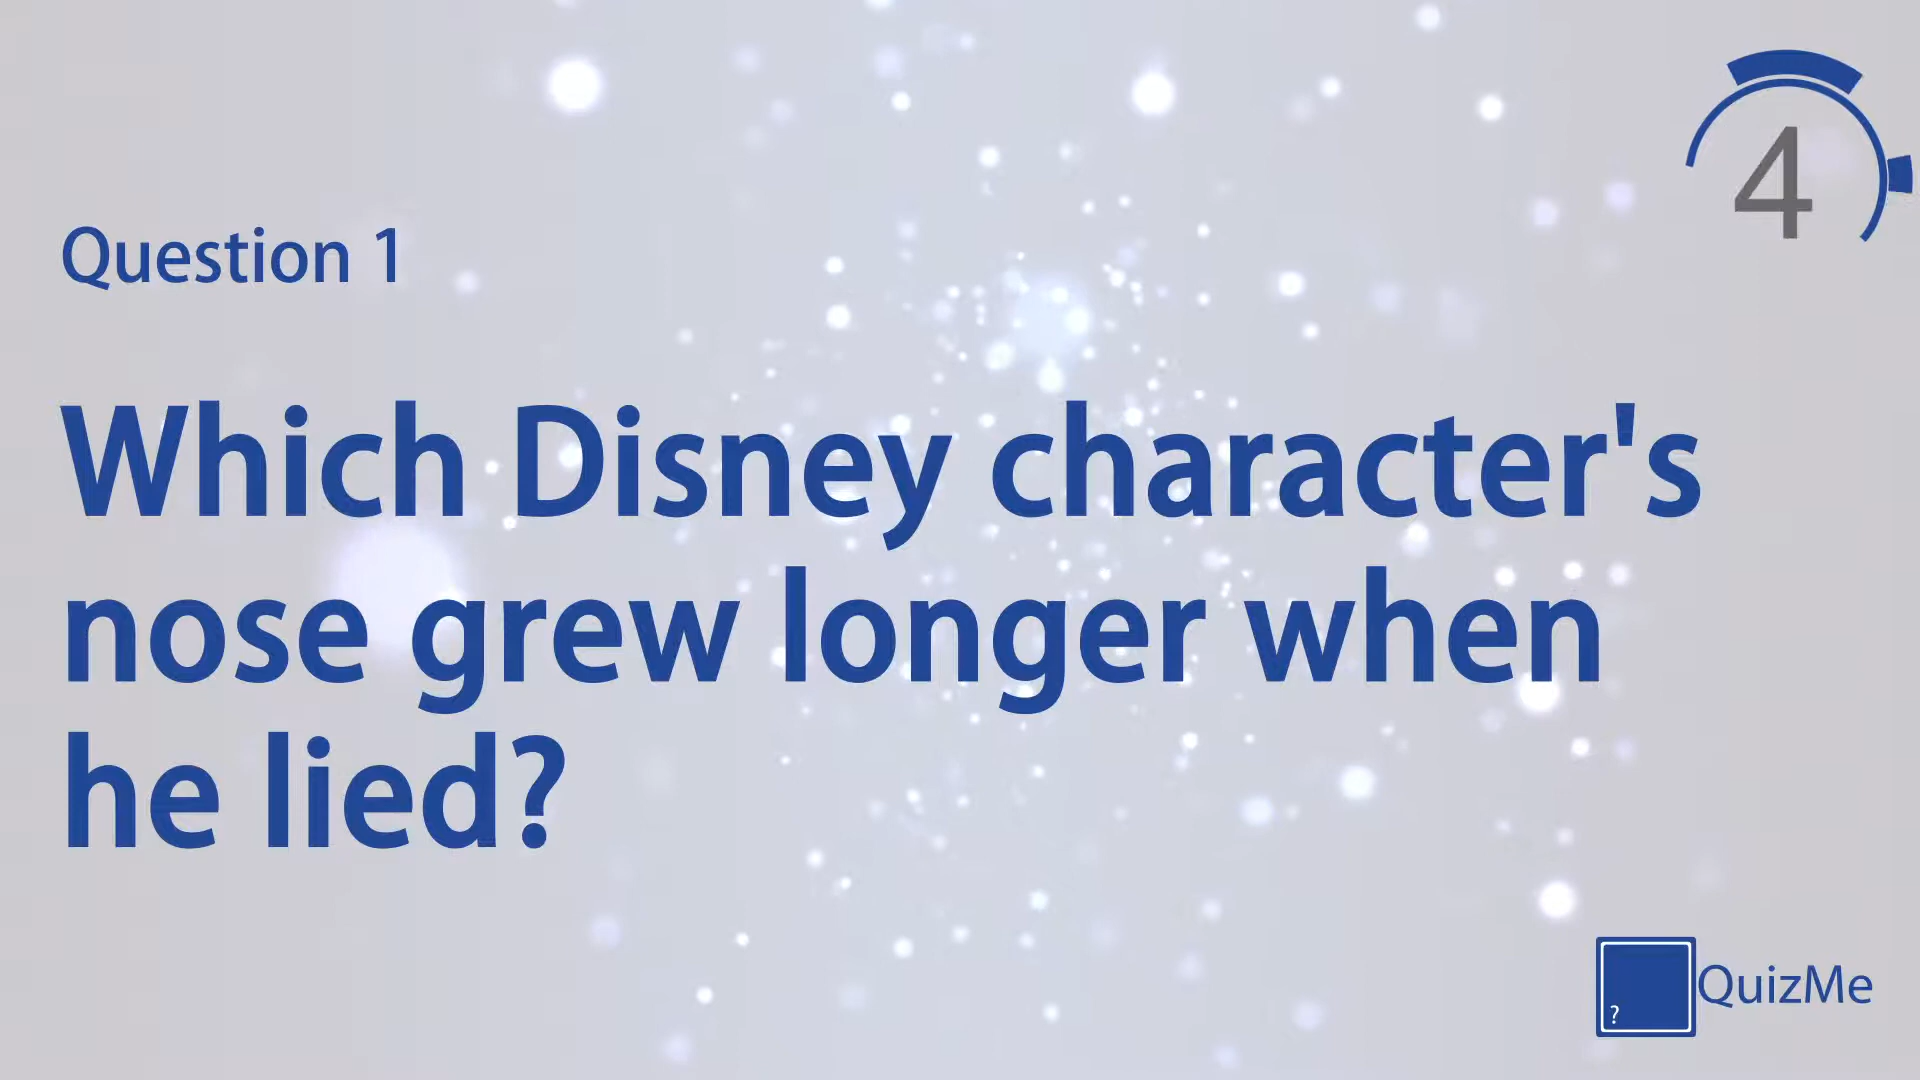 4
Question 1
Which Disney character's
nose grew longer when
he lied?
?
QuizMe